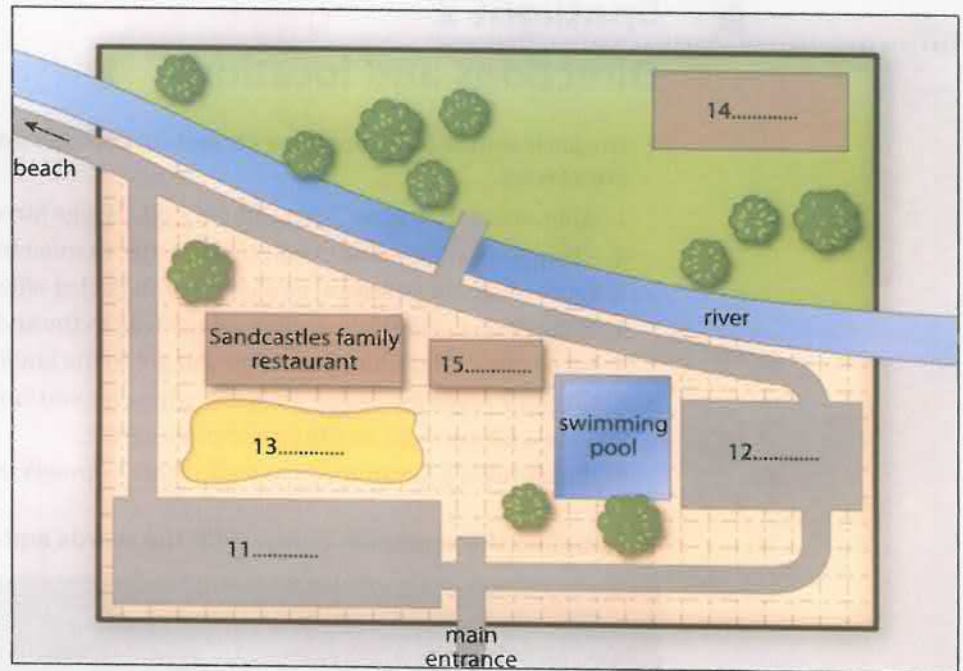 14.............
beach
river
Sandcastles family
restaurant
15.............
swimming
pool
13.............
12.............
11.............
main
entrance